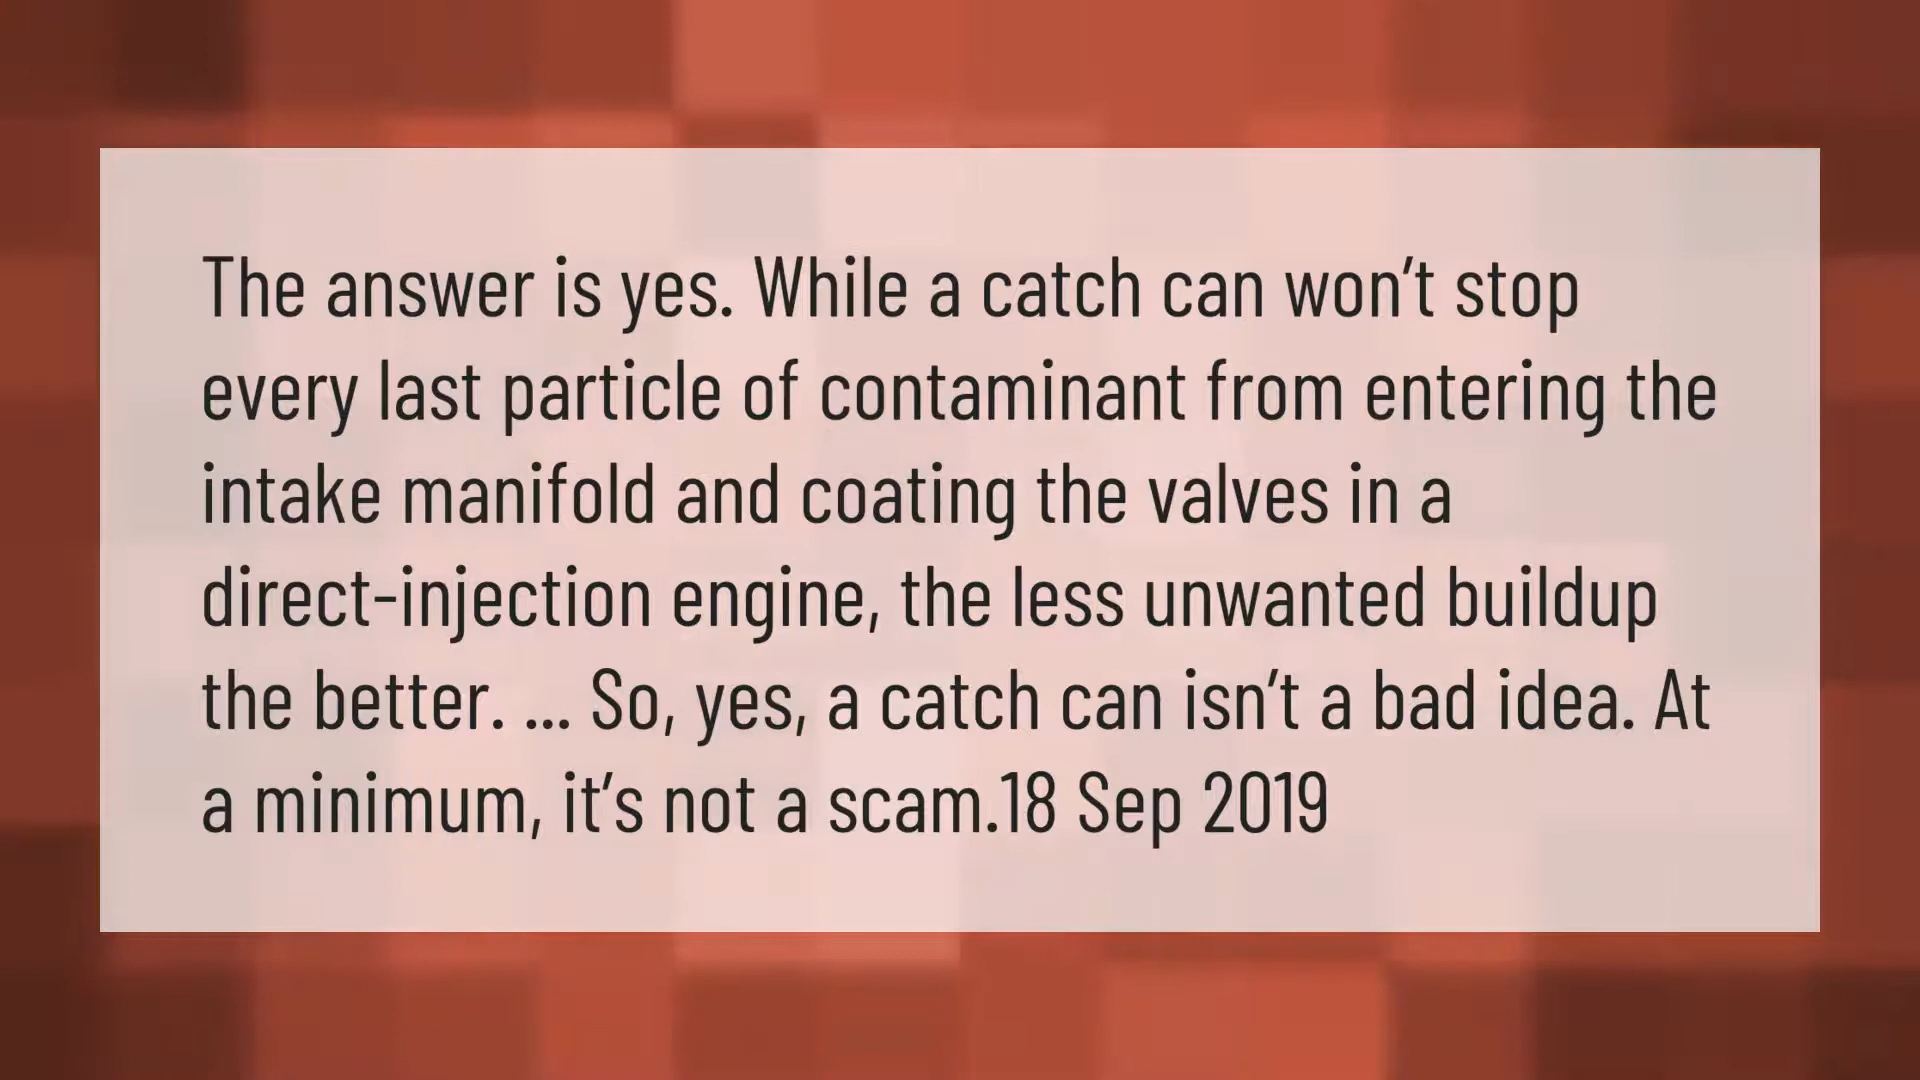 The answer is yes. While a catch can won’t stop
every last particle of contaminant from entering the
intake manifold and coating the valves in a
direct-injection engine, the less unwanted buildup
the better. ... So, yes, a catch can isn’t a bad idea. At
a minimum, it’s not a scam.18 Sep 2019